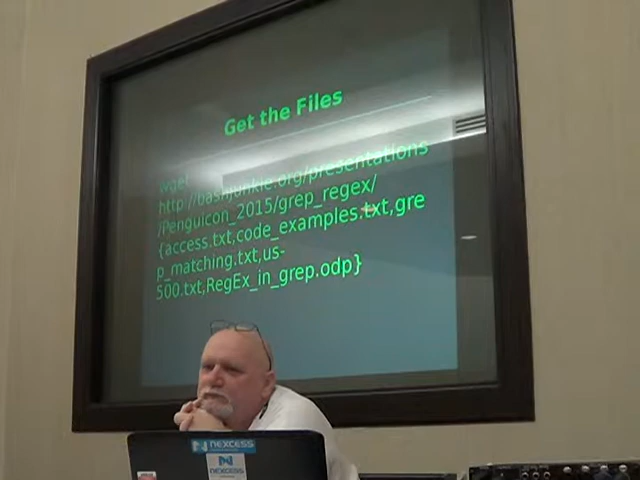 Get the Files
wget
http://bashjunkie.org/presentations
/Penguicon_2015/grep_regex/
{access.txt,code_examples.txt,gre
p_matching.txt,us-
500.txt,RegEx_in_grep.odp}
NEXCESS
NEXCESS